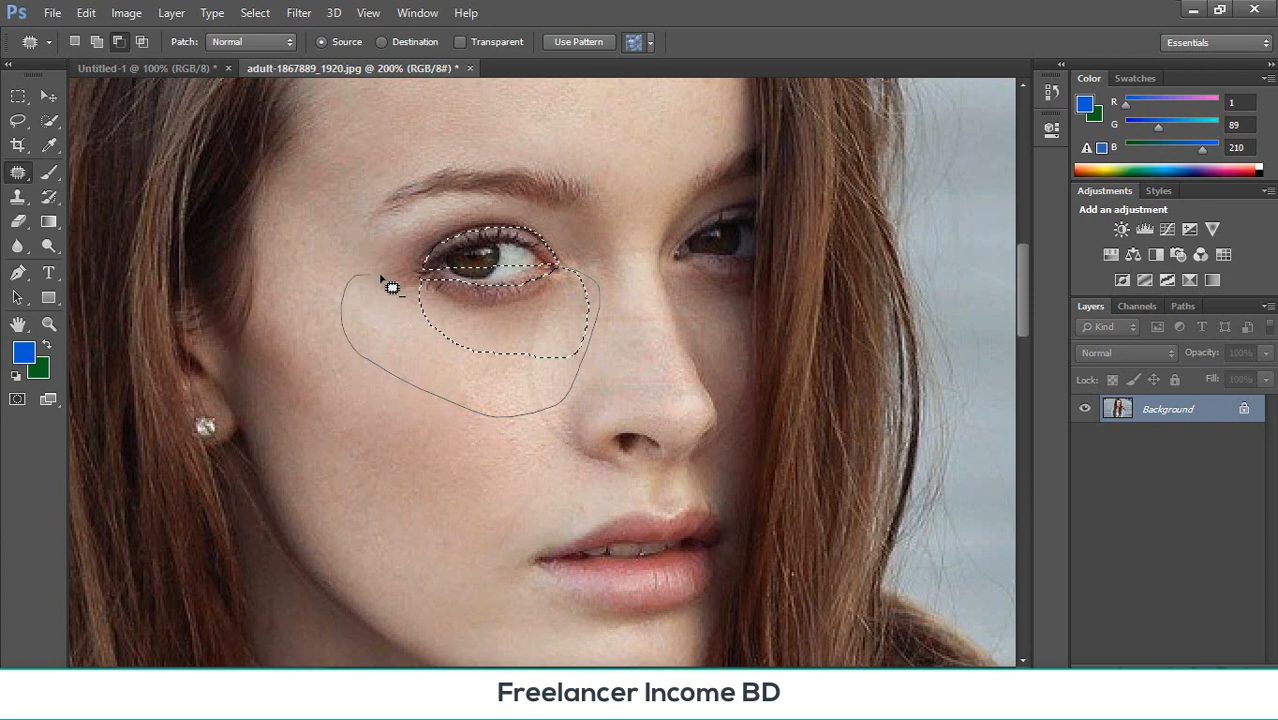 Ps File Edit Image Layer Type Select Filter 3D View Window Help
Patch: Normal Source Destination Transparent Use Pattern Essentials
Untitled-1 @ 100% (RGB/8) * × adult-1867889_1920.jpg @ 200% (RGB/8#) * ×
Color Swatches
R 1
G 89
B 210
Adjustments Styles
Add an adjustment
Layers Channels Paths
Kind
Normal Opacity: 100%
Lock: Fill: 100%
Background
Freelancer Income BD